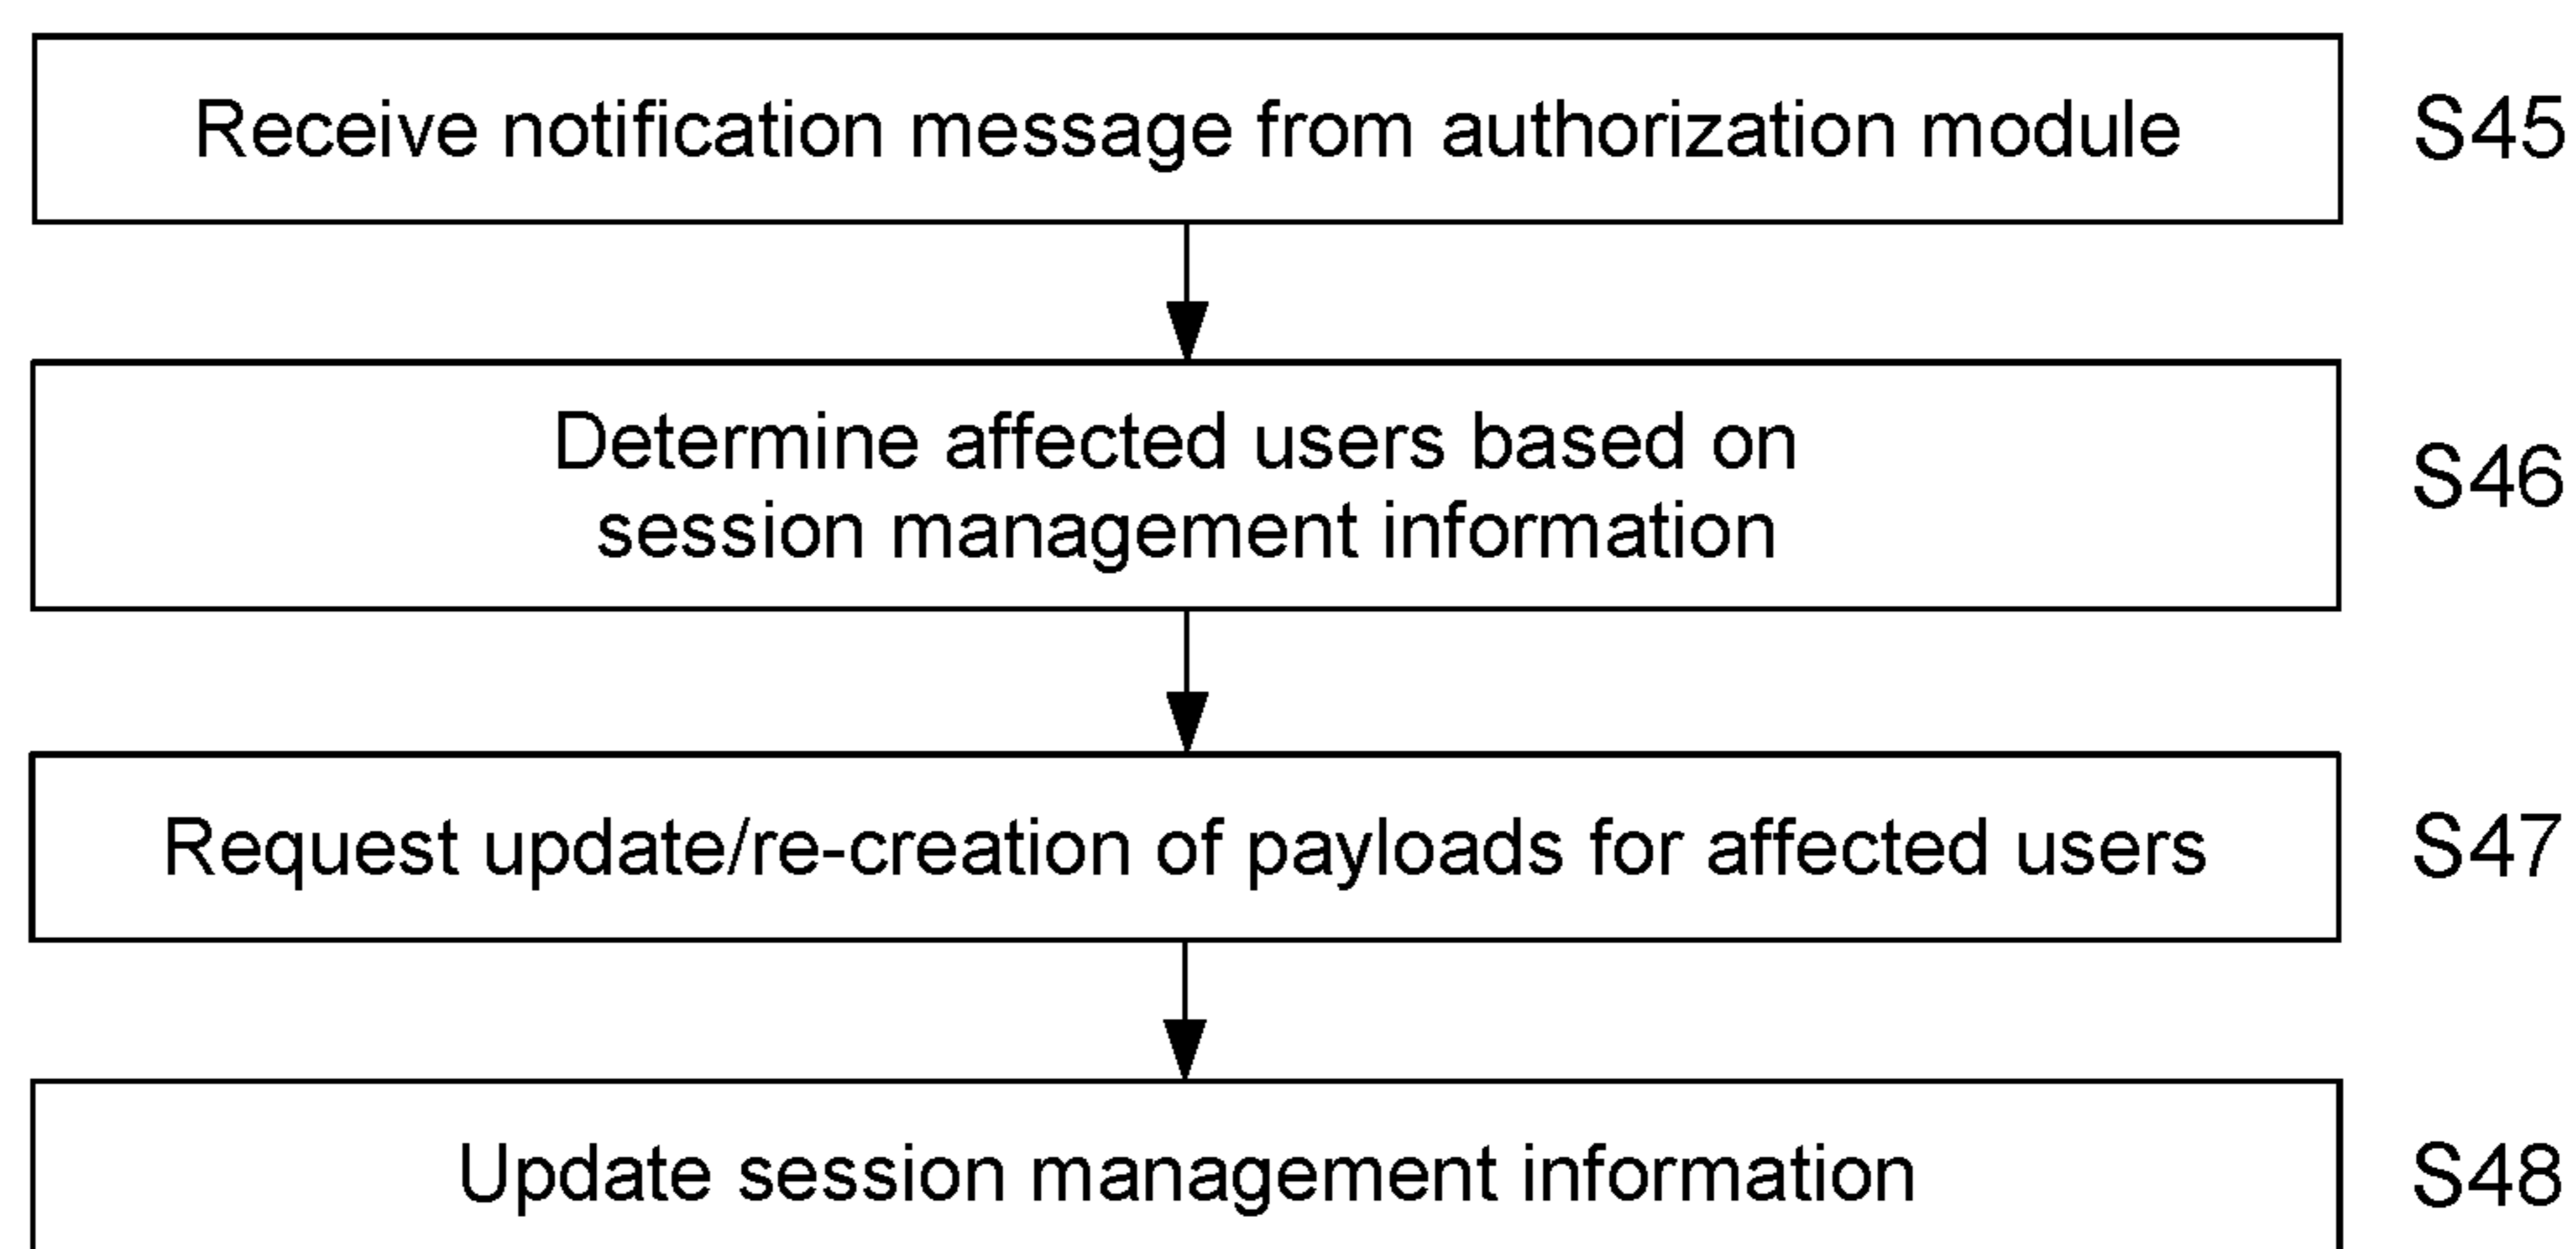 Receive notification message from authorization module S45
Determine affected users based on
session management information S46
Request update/re-creation of payloads for affected users S47
Update session management information S48